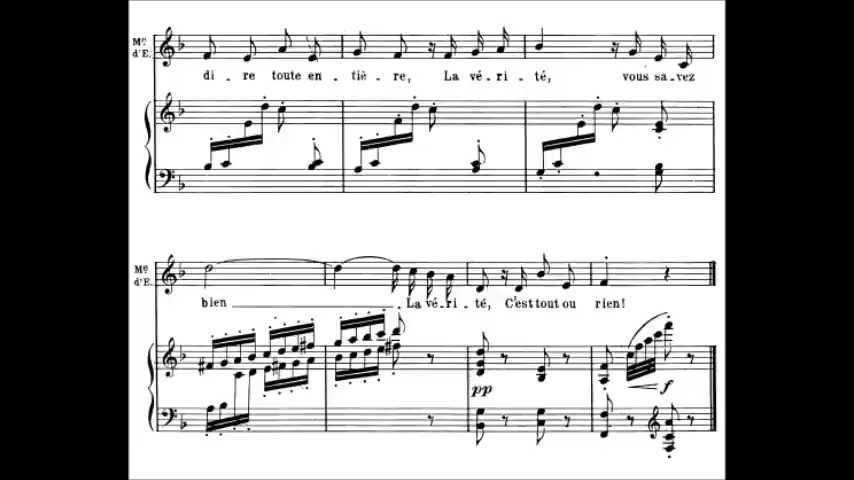 Me
d'E.
di - re toute en - tiè - re, La vé - ri - té, vous sa - vez
Me
d'E.
bien La vé - ri - té, C'est tout ou rien!
pp
f